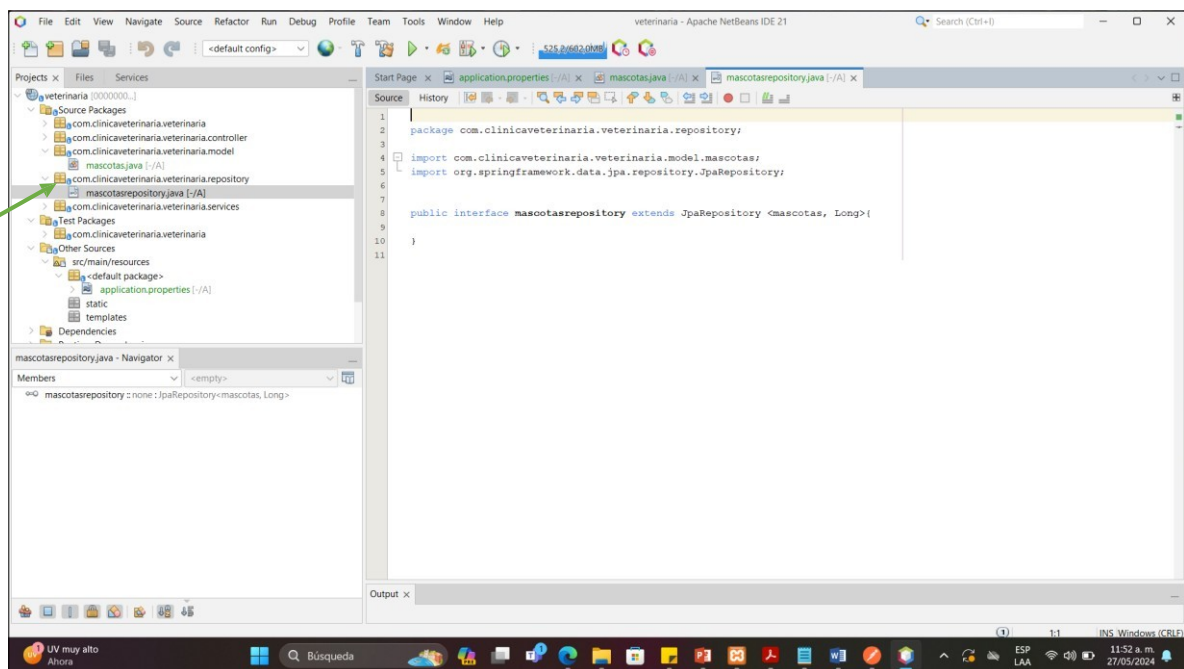 File Edit View Navigate Source Refactor Run Debug Profile Team Tools Window Help
veterinaria - Apache NetBeans IDE 21
Search (Ctrl+I)
<default config>
525.2/682.0MB
Projects Files Services
veterinaria [0000000...]
Source Packages
com.clinicaveterinaria.veterinaria
com.clinicaveterinaria.veterinaria.controller
com.clinicaveterinaria.veterinaria.model
mascotas.java [-/A]
com.clinicaveterinaria.veterinaria.repository
mascotasrepository.java [-/A]
com.clinicaveterinaria.veterinaria.services
Test Packages
com.clinicaveterinaria.veterinaria
Other Sources
src/main/resources
<default package>
application.properties [-/A]
static
templates
Dependencies
mascotasrepository.java - Navigator
Members
<empty>
mascotasrepository :: none : JpaRepository<mascotas, Long>
Start Page application.properties [-/A] mascotas.java [-/A] mascotasrepository.java [-/A]
Source History
1
2 package com.clinicaveterinaria.veterinaria.repository;
3
4 import com.clinicaveterinaria.veterinaria.model.mascotas;
5 import org.springframework.data.jpa.repository.JpaRepository;
6
7
8 public interface mascotasrepository extends JpaRepository <mascotas, Long>{
9
10 }
11
Output
1 1:1 INS Windows (CRLF)
UV muy alto
Ahora
Búsqueda
ESP
LAA
11:52 a. m.
27/05/2024